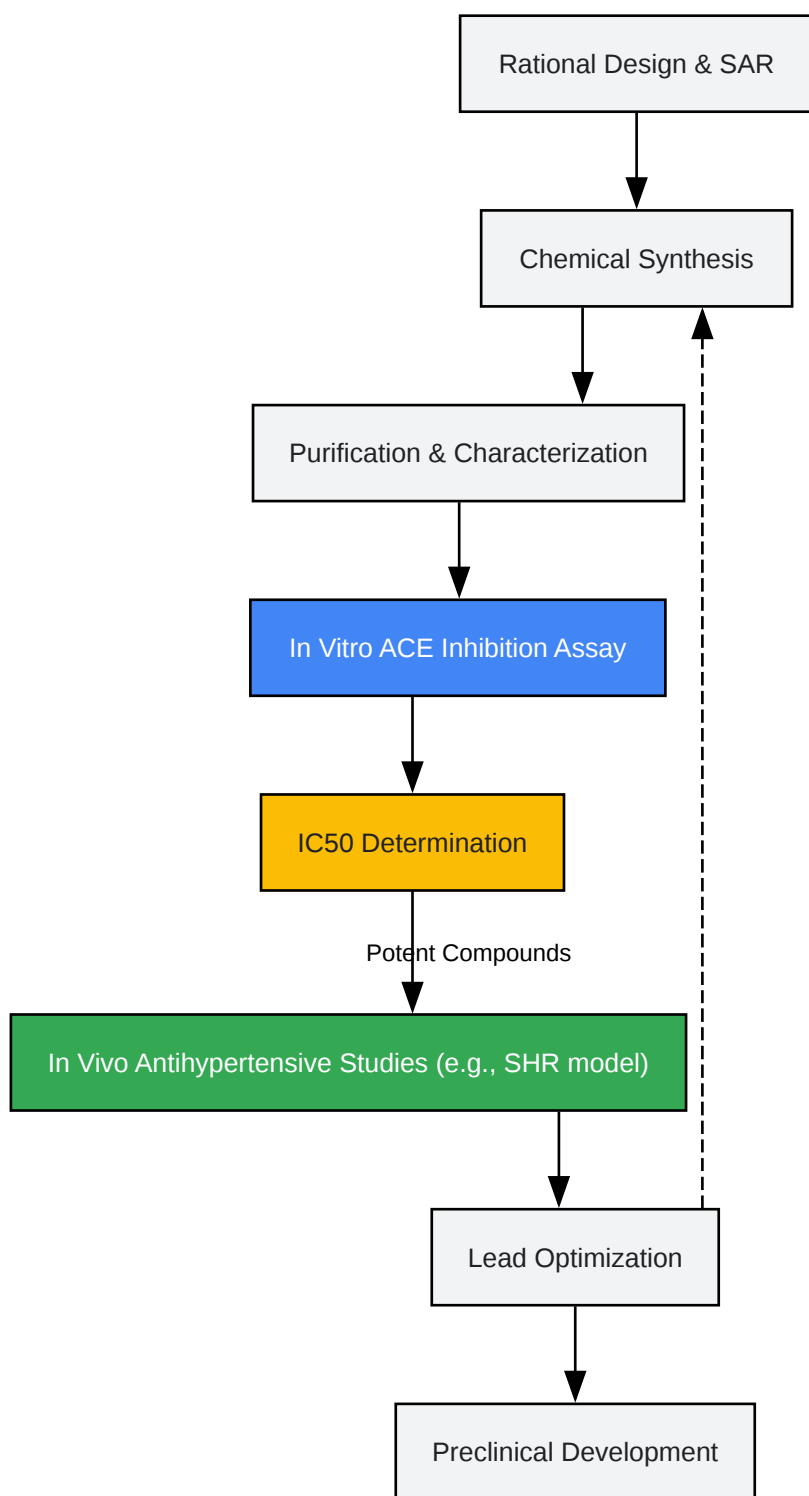 Rational Design & SAR
Chemical Synthesis
Purification & Characterization
In Vitro ACE Inhibition Assay
IC50 Determination
Potent Compounds
In Vivo Antihypertensive Studies (e.g., SHR model)
Lead Optimization
Preclinical Development